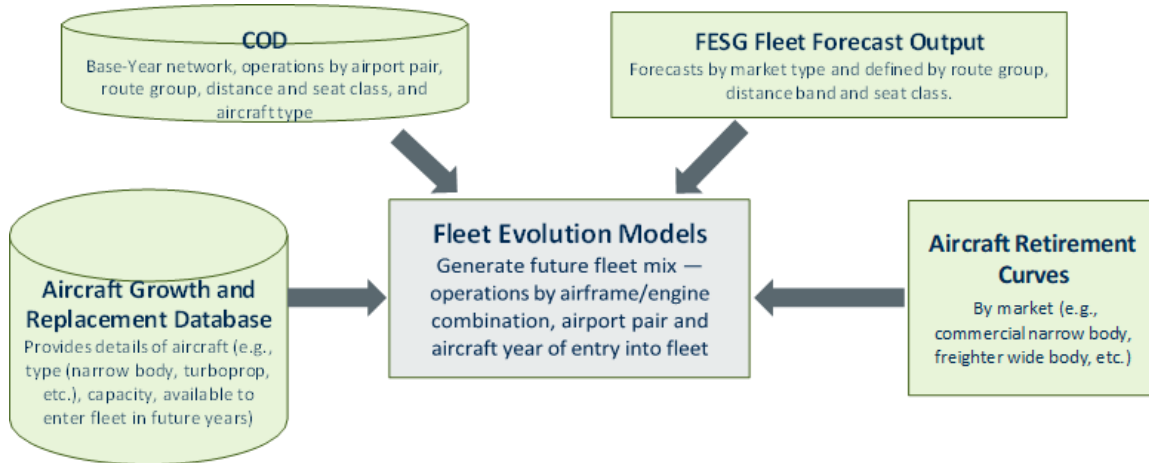 COD
Base-Year network, operations by airport pair,
route group, distance and seat class, and
aircraft type
FESG Fleet Forecast Output
Forecasts by market type and defined by route group,
distance band and seat class.
Aircraft Growth and
Replacement Database
Provides details of aircraft (e.g.,
type (narrow body, turboprop,
etc.), capacity, available to
enter fleet in future years)
Fleet Evolution Models
Generate future fleet mix —
operations by airframe/engine
combination, airport pair and
aircraft year of entry into fleet
Aircraft Retirement
Curves
By market (e.g.,
commercial narrow body,
freighter wide body, etc.)